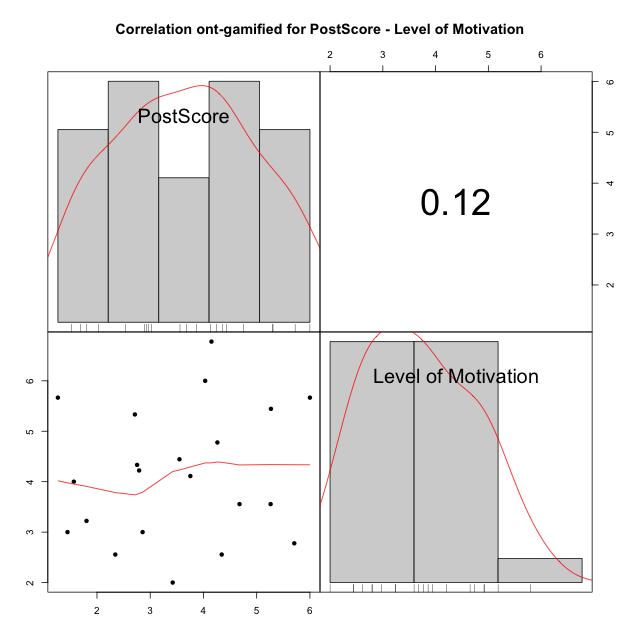 Correlation ont-gamified for PostScore - Level of Motivation
2 3 4 5 6
PostScore
0.12
6
5
4
3
2
Level of Motivation
6
5
4
3
2
2 3 4 5 6